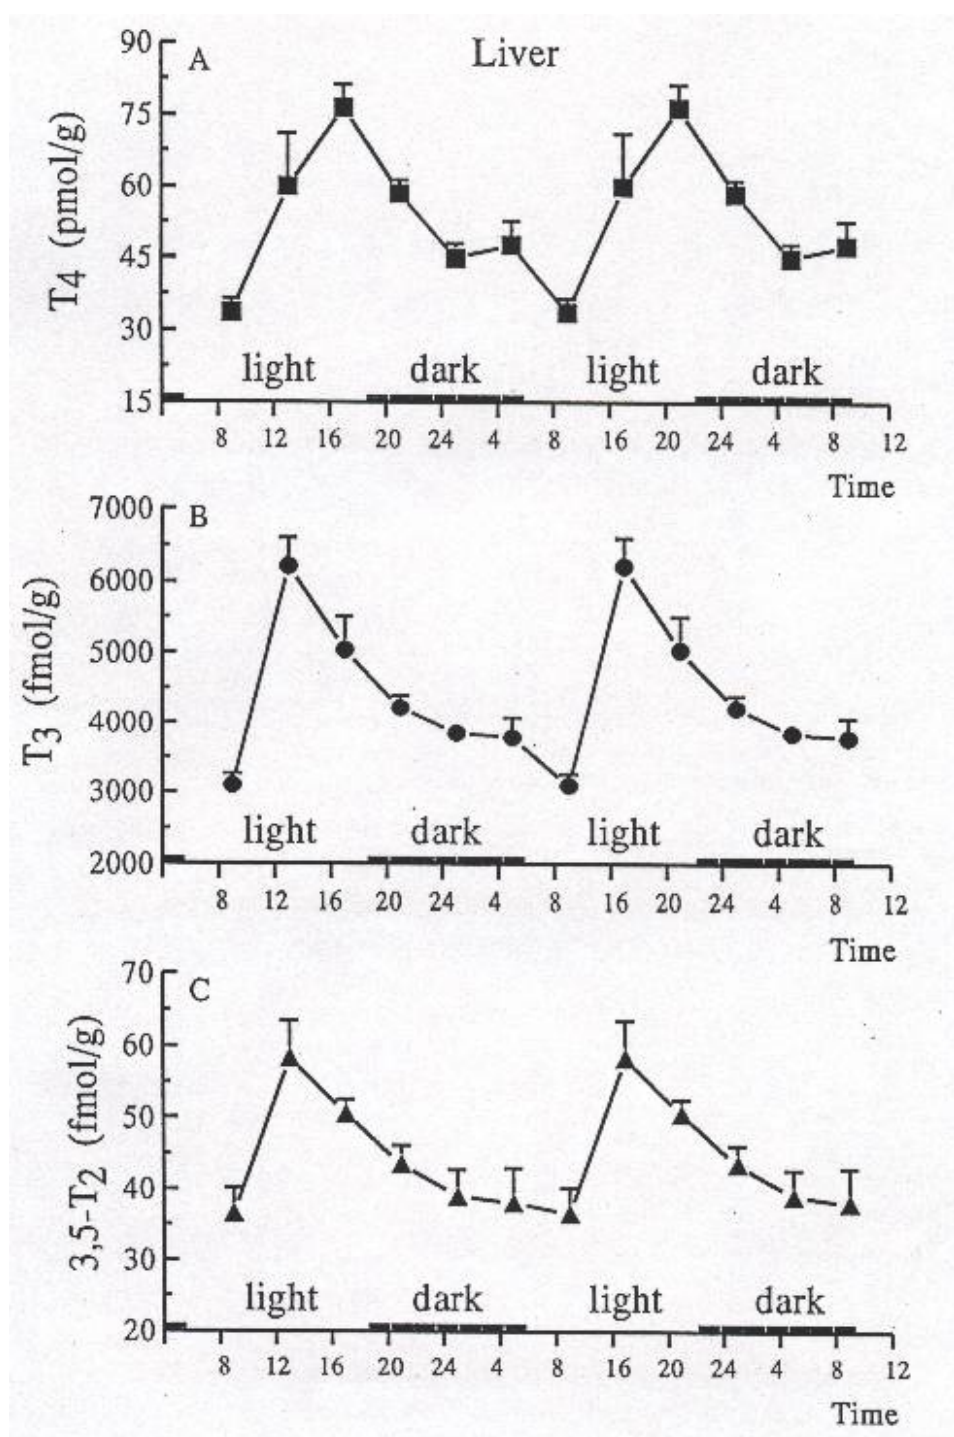 A
Liver
T4 (pmol/g)
90
75
60
45
30
15
light
dark
light
dark
8 12 16 20 24 4 8 16 20 24 4 8 12
Time
B
T3 (fmol/g)
7000
6000
5000
4000
3000
2000
light
dark
light
dark
8 12 16 20 24 4 8 16 20 24 4 8 12
Time
C
3,5-T2 (fmol/g)
70
60
50
40
30
20
light
dark
light
dark
8 12 16 20 24 4 8 16 20 24 4 8 12
Time